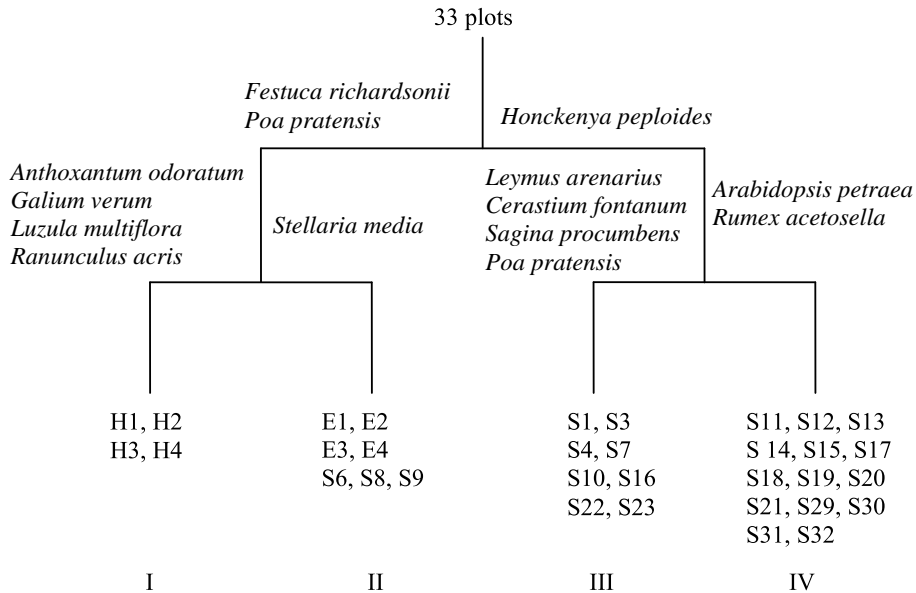 33 plots
Festuca richardsonii
Poa pratensis
Honckenya peploides
Anthoxantum odoratum
Galium verum
Luzula multiflora
Ranunculus acris
Stellaria media
Leymus arenarius
Cerastium fontanum
Sagina procumbens
Poa pratensis
Arabidopsis petraea
Rumex acetosella
H1, H2
H3, H4
E1, E2
E3, E4
S6, S8, S9
S1, S3
S4, S7
S10, S16
S22, S23
S11, S12, S13
S 14, S15, S17
S18, S19, S20
S21, S29, S30
S31, S32
I
II
III
IV